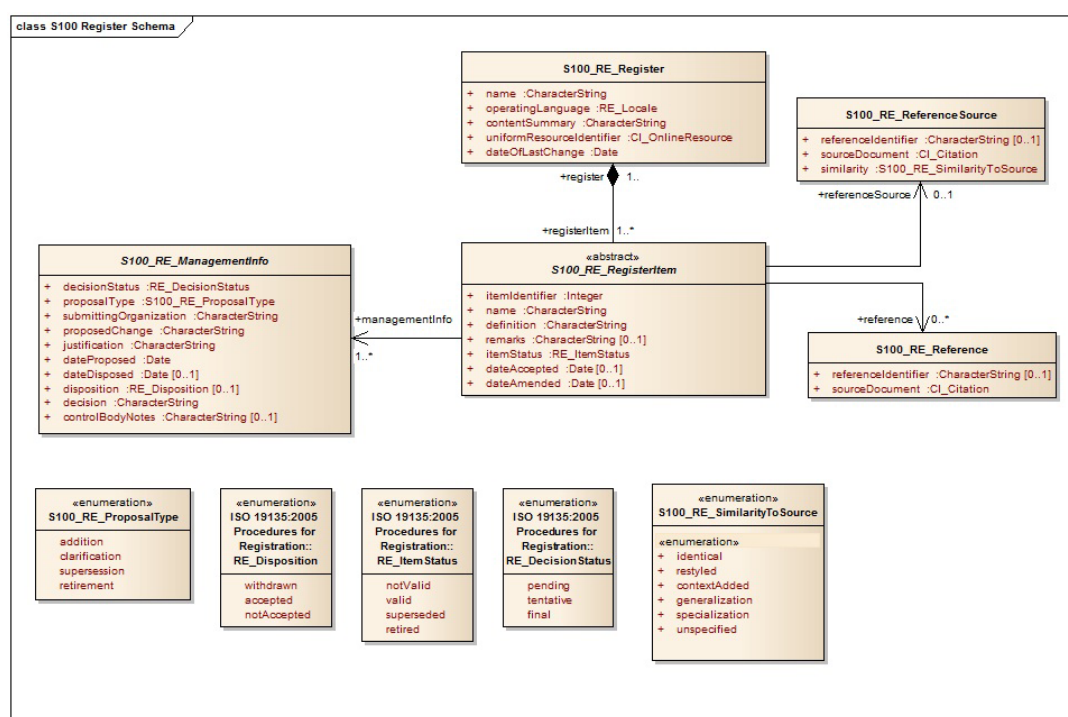 class S100 Register Schema
S100_RE_Register
+ name :CharacterString
+ operatingLanguage :RE_Locale
+ contentSummary :CharacterString
+ uniformResourceIdentifier :CI_OnlineResource
+ dateOfLastChange :Date
S100_RE_ReferenceSource
+ referenceIdentifier :CharacterString [0..1]
+ sourceDocument :CI_Citation
+ similarity :S100_RE_SimilarityToSource
+register 1..
+referenceSource 0..1
+registerItem 1..*
S100_RE_ManagementInfo
+ decisionStatus :RE_DecisionStatus
+ proposalType :S100_RE_ProposalType
+ submittingOrganization :CharacterString
+ proposedChange :CharacterString
+ justification :CharacterString
+ dateProposed :Date
+ dateDisposed :Date [0..1]
+ disposition :RE_Disposition [0..1]
+ decision :CharacterString
+ controlBodyNotes :CharacterString [0..1]
+managementInfo
1..*
«abstract»
S100_RE_RegisterItem
+ itemIdentifier :Integer
+ name :CharacterString
+ definition :CharacterString
+ remarks :CharacterString [0..1]
+ itemStatus :RE_ItemStatus
+ dateAccepted :Date [0..1]
+ dateAmended :Date [0..1]
+reference 0..*
S100_RE_Reference
+ referenceIdentifier :CharacterString [0..1]
+ sourceDocument :CI_Citation
«enumeration»
S100_RE_ProposalType
addition
clarification
supersession
retirement
«enumeration»
ISO 19135:2005
Procedures for
Registration::
RE_Disposition
withdrawn
accepted
notAccepted
«enumeration»
ISO 19135:2005
Procedures for
Registration::
RE_ItemStatus
notValid
valid
superseded
retired
«enumeration»
ISO 19135:2005
Procedures for
Registration::
RE_DecisionStatus
pending
tentative
final
«enumeration»
S100_RE_SimilarityToSource
«enumeration»
+ identical
+ restyled
+ contextAdded
+ generalization
+ specialization
+ unspecified